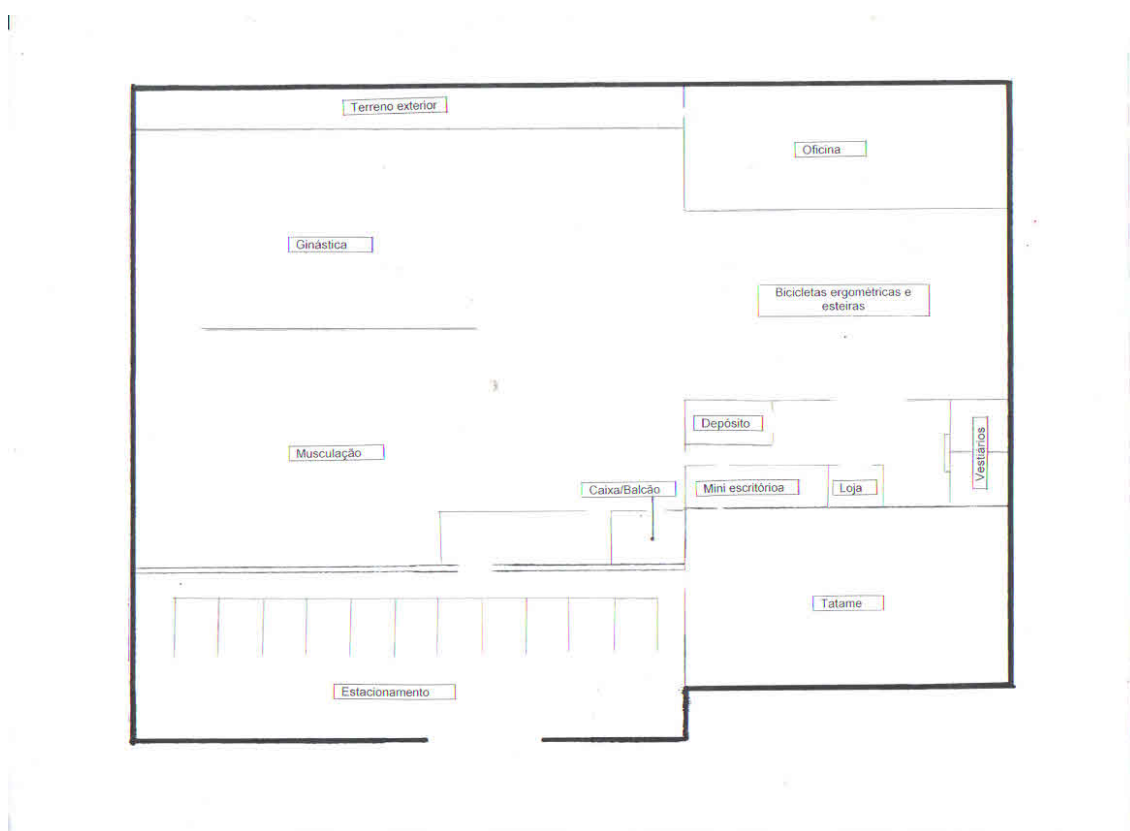 Terreno exterior
Oficina
Ginástica
Bicicletas ergométricas e
esteiras
Depósito
Musculação
Vestiários
Caixa/Balcão
Mini escritórioa
Loja
Tatame
Estacionamento